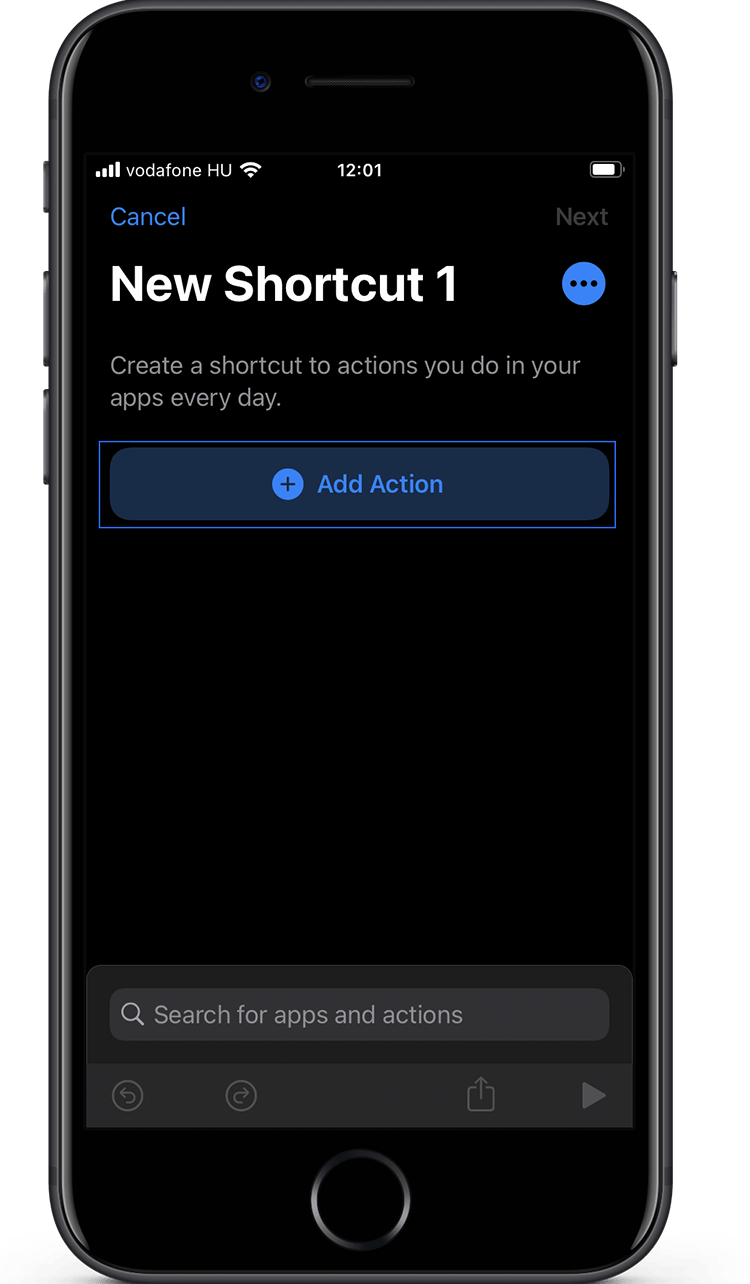 vodafone HU 12:01
Cancel Next
New Shortcut 1
Create a shortcut to actions you do in your
apps every day.
Add Action
Search for apps and actions